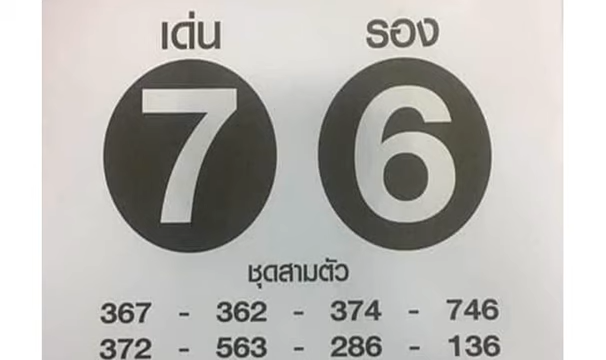 เด่น รอง
7 6
ชุดสามตัว
367 - 362 - 374 - 746
372 - 563 - 286 - 136